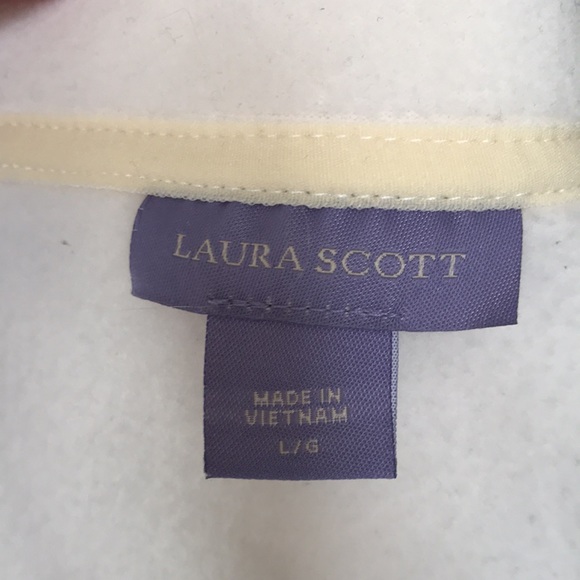 LAURA SCOTT
MADE IN
VIETNAM
L/G